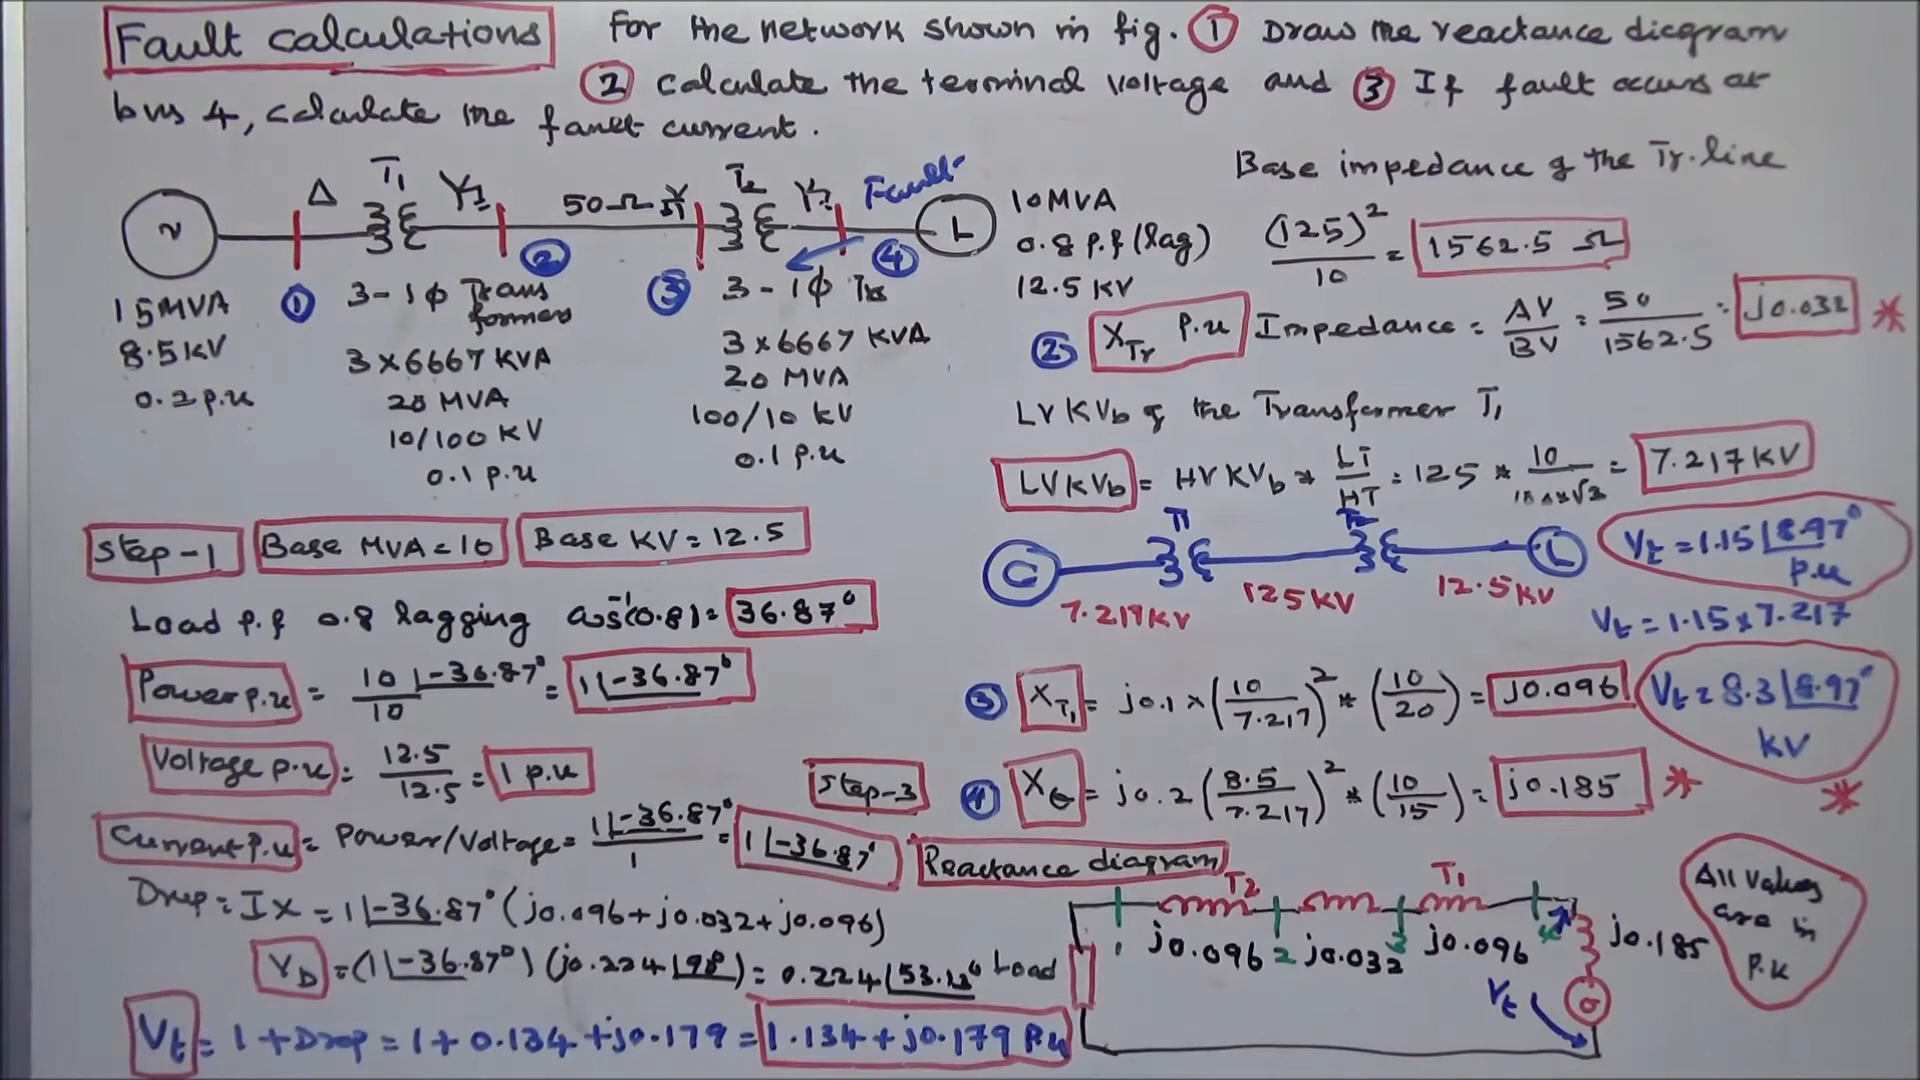 Fault calculations
For the network shown in fig. ① Draw the reactance diagram
② calculate the terminal voltage and ③ If fault occurs at
bus 4, calculate the fault current.
Δ T1 Y
50 Ω Y T2 Y Fault
~ L
① ② ③ ④
15 MVA
8.5 KV
0.2 p.u
3-1φ Transformers
3 x 6667 KVA
20 MVA
10/100 KV
0.1 p.u
3-1φ Trs
3 x 6667 KVA
20 MVA
100/10 KV
0.1 p.u
10 MVA
0.8 p.f (lag)
12.5 KV
Step-1 Base MVA = 10 Base KV = 12.5
Load p.f 0.8 lagging cos⁻¹(0.8) = 36.87°
Power p.u = 10∠-36.87° / 10 = 1∠-36.87°
Voltage p.u = 12.5 / 12.5 = 1 p.u
Current p.u = Power/Voltage = 1∠-36.87° / 1 = 1∠-36.87°
Drop = IX = 1∠-36.87° (j0.096 + j0.032 + j0.096)
VD = (1∠-36.87°) (j0.224∠90) = 0.224∠53.13°
Vt = 1 + Drop = 1 + 0.134 + j0.179 = 1.134 + j0.179 P.u
Base impedance of the Tr. line
(125)² / 10 = 1562.5 Ω
② XTr p.u Impedance = AV / BV = 50 / 1562.5 = j0.032 *
LV KVb of the Transformer T1
LVKVb = HV KVb * LT / HT = 125 * 10 / 100*√3 = 7.217 KV
G T1 T2 L
7.217 KV 125 KV 12.5 KV
Vt = 1.15∠8.97° p.u
Vt = 1.15 x 7.217
Vt = 8.3∠8.97° KV
*
③ XT1 = j0.1 x (10 / 7.217)² * (10 / 20) = j0.096
Step-3
④ XG = j0.2 (8.5 / 7.217)² * (10 / 15) = j0.185 *
Reactance diagram
T2 T1
1 j0.096 2 j0.032 3 j0.096 4 j0.185
Load
Vt G
All values
are in
P.u